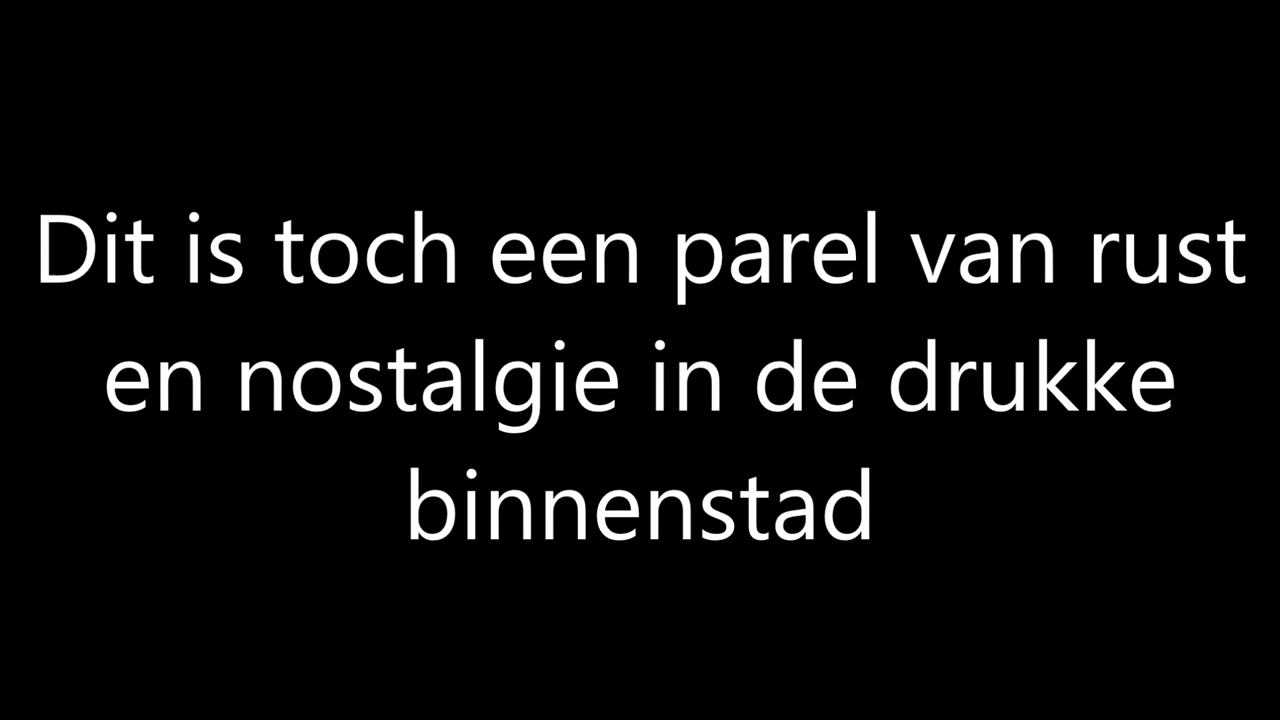 Dit is toch een parel van rust
en nostalgie in de drukke
binnenstad